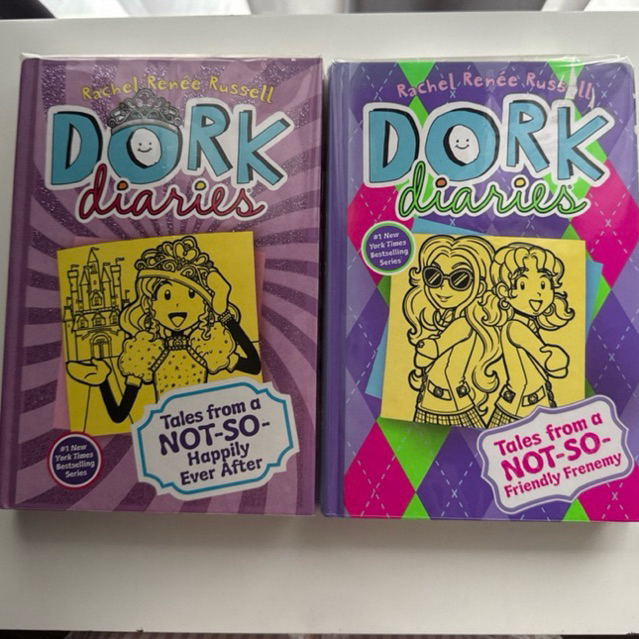 Rachel Renée Russell
DORK
diaries
Tales from a
NOT-SO-
Happily
Ever After
#1 New
York Times
Bestselling
Series
Rachel Renée Russell
DORK
diaries
#1 New
York Times
Bestselling
Series
Tales from a
NOT-SO-
Friendly Frenemy